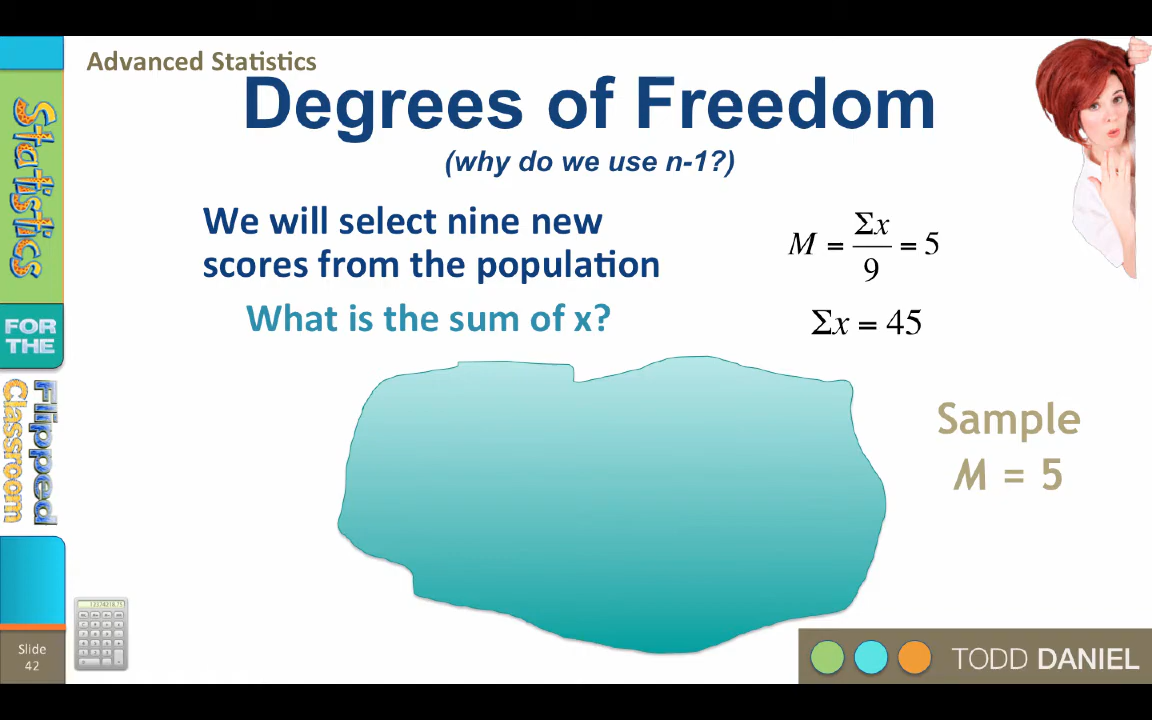 Advanced Statistics
Degrees of Freedom
(why do we use n-1?)
We will select nine new
scores from the population
What is the sum of x?
M = Σx / 9 = 5
Σx = 45
Sample
M = 5
Statistics
FOR THE
Flipped
Classroom
Slide
42
TODD DANIEL